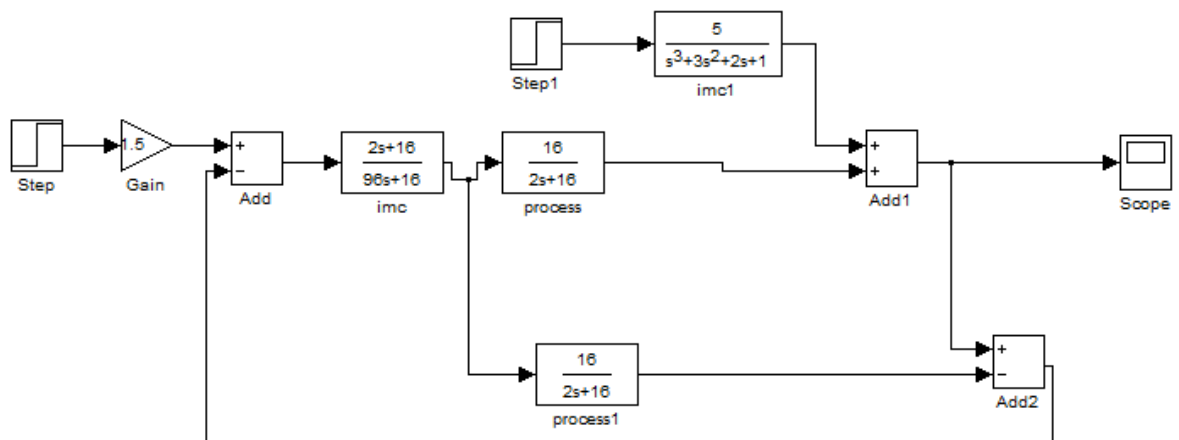 5
s³+3s²+2s+1
Step1
imc1
1.5
+
−
2s+16
96s+16
16
2s+16
+
+
Step
Gain
Add
imc
process
Add1
Scope
16
2s+16
+
−
process1
Add2